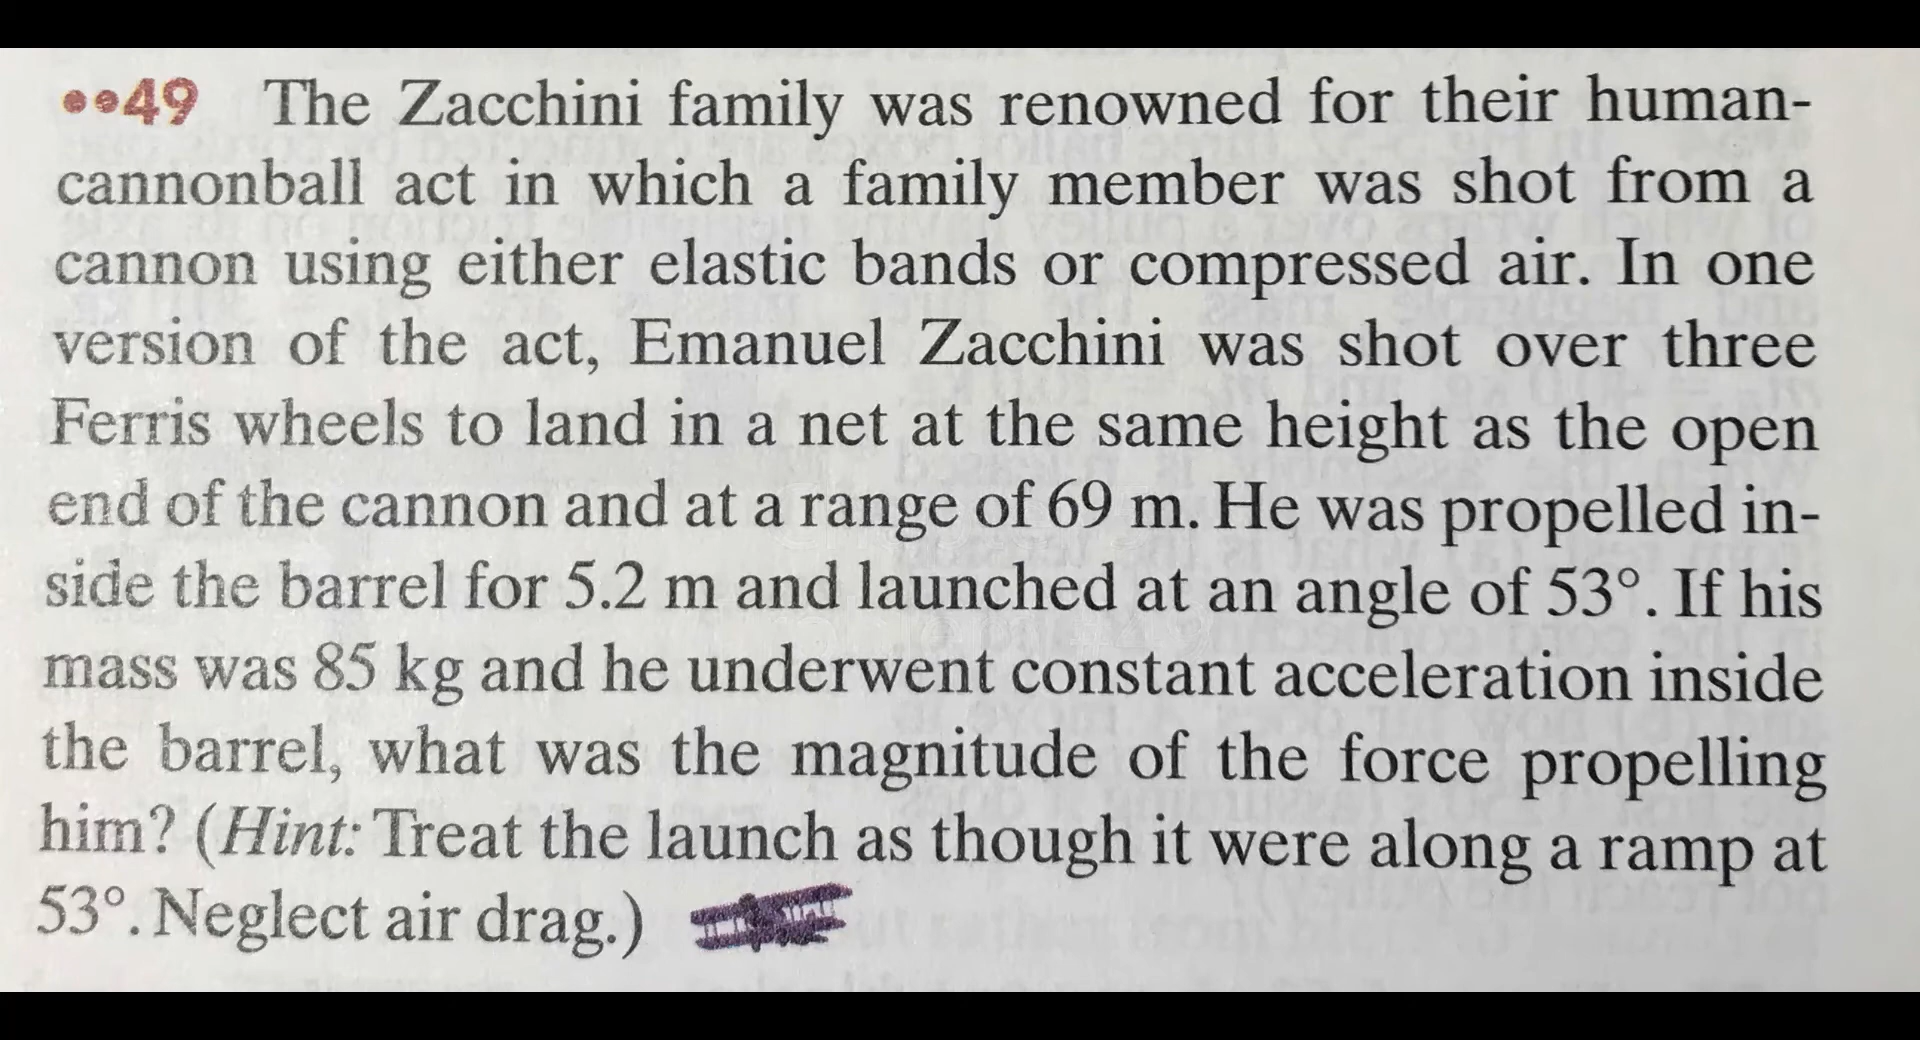 ••49 The Zacchini family was renowned for their human-
cannonball act in which a family member was shot from a
cannon using either elastic bands or compressed air. In one
version of the act, Emanuel Zacchini was shot over three
Ferris wheels to land in a net at the same height as the open
end of the cannon and at a range of 69 m. He was propelled in-
side the barrel for 5.2 m and launched at an angle of 53°. If his
mass was 85 kg and he underwent constant acceleration inside
the barrel, what was the magnitude of the force propelling
him? (Hint: Treat the launch as though it were along a ramp at
53°. Neglect air drag.)